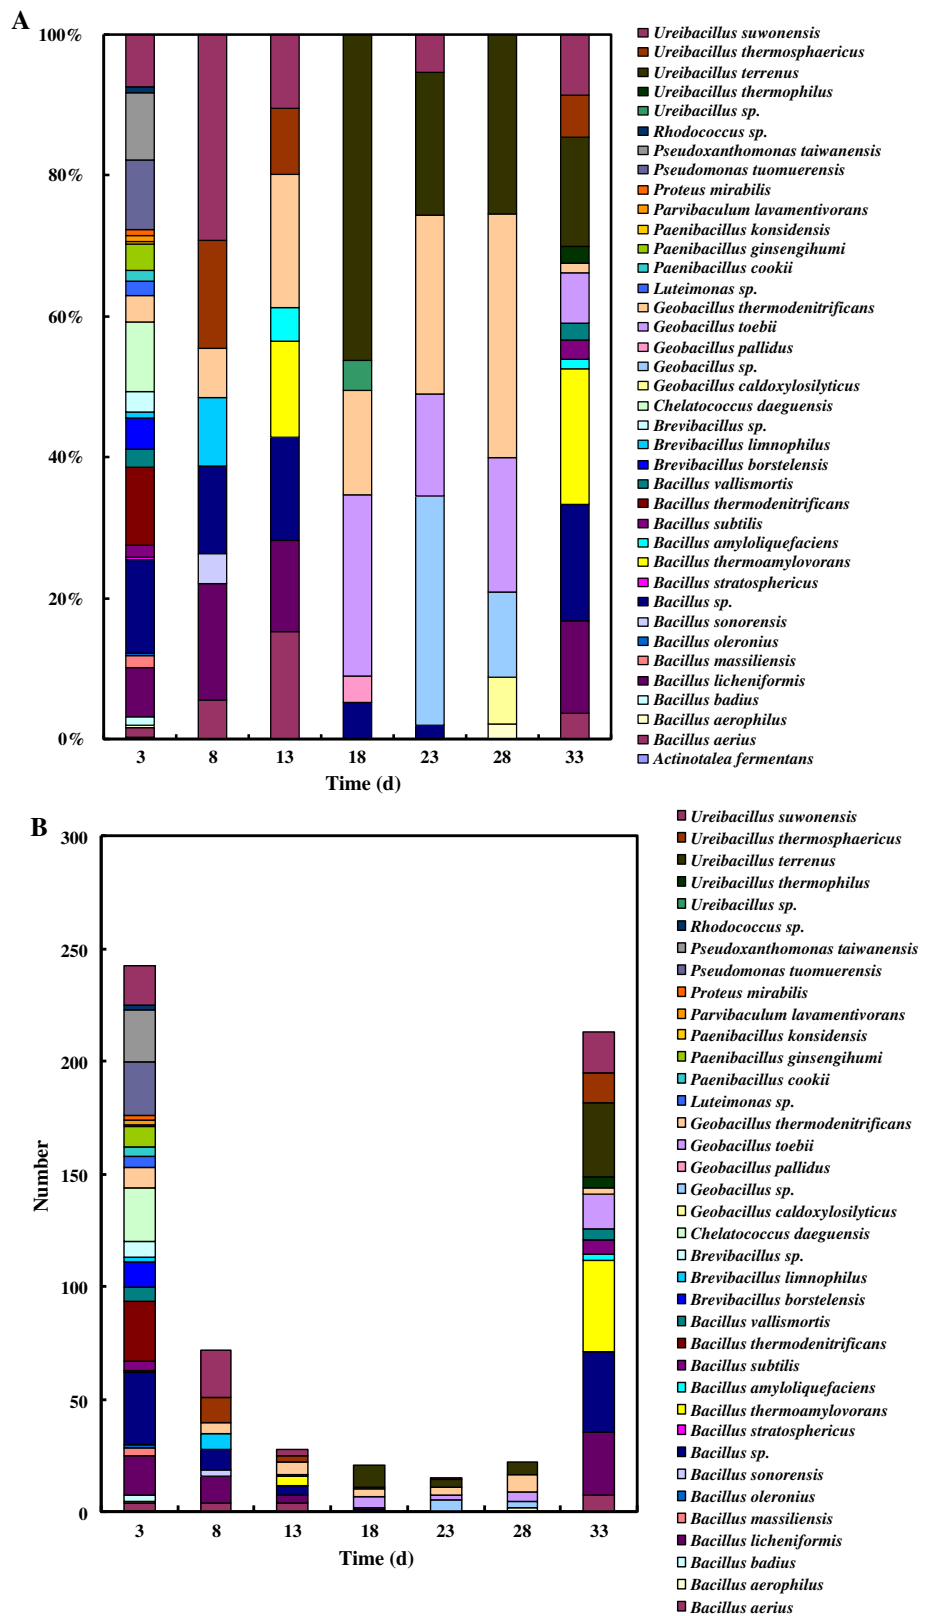 A
100%
80%
60%
40%
20%
0%
3 8 13 18 23 28 33
Time (d)
Ureibacillus suwonensis
Ureibacillus thermosphaericus
Ureibacillus terrenus
Ureibacillus thermophilus
Ureibacillus sp.
Rhodococcus sp.
Pseudoxanthomonas taiwanensis
Pseudomonas tuomuerensis
Proteus mirabilis
Parvibaculum lavamentivorans
Paenibacillus konsidensis
Paenibacillus ginsengihumi
Paenibacillus cookii
Luteimonas sp.
Geobacillus thermodenitrificans
Geobacillus toebii
Geobacillus pallidus
Geobacillus sp.
Geobacillus caldoxylosilyticus
Chelatococcus daeguensis
Brevibacillus sp.
Brevibacillus limnophilus
Brevibacillus borstelensis
Bacillus vallismortis
Bacillus thermodenitrificans
Bacillus subtilis
Bacillus amyloliquefaciens
Bacillus thermoamylovorans
Bacillus stratosphericus
Bacillus sp.
Bacillus sonorensis
Bacillus oleronius
Bacillus massiliensis
Bacillus licheniformis
Bacillus badius
Bacillus aerophilus
Bacillus aerius
Actinotalea fermentans
B
300
250
200
150
100
50
0
Number
3 8 13 18 23 28 33
Time (d)
Ureibacillus suwonensis
Ureibacillus thermosphaericus
Ureibacillus terrenus
Ureibacillus thermophilus
Ureibacillus sp.
Rhodococcus sp.
Pseudoxanthomonas taiwanensis
Pseudomonas tuomuerensis
Proteus mirabilis
Parvibaculum lavamentivorans
Paenibacillus konsidensis
Paenibacillus ginsengihumi
Paenibacillus cookii
Luteimonas sp.
Geobacillus thermodenitrificans
Geobacillus toebii
Geobacillus pallidus
Geobacillus sp.
Geobacillus caldoxylosilyticus
Chelatococcus daeguensis
Brevibacillus sp.
Brevibacillus limnophilus
Brevibacillus borstelensis
Bacillus vallismortis
Bacillus thermodenitrificans
Bacillus subtilis
Bacillus amyloliquefaciens
Bacillus thermoamylovorans
Bacillus stratosphericus
Bacillus sp.
Bacillus sonorensis
Bacillus oleronius
Bacillus massiliensis
Bacillus licheniformis
Bacillus badius
Bacillus aerophilus
Bacillus aerius